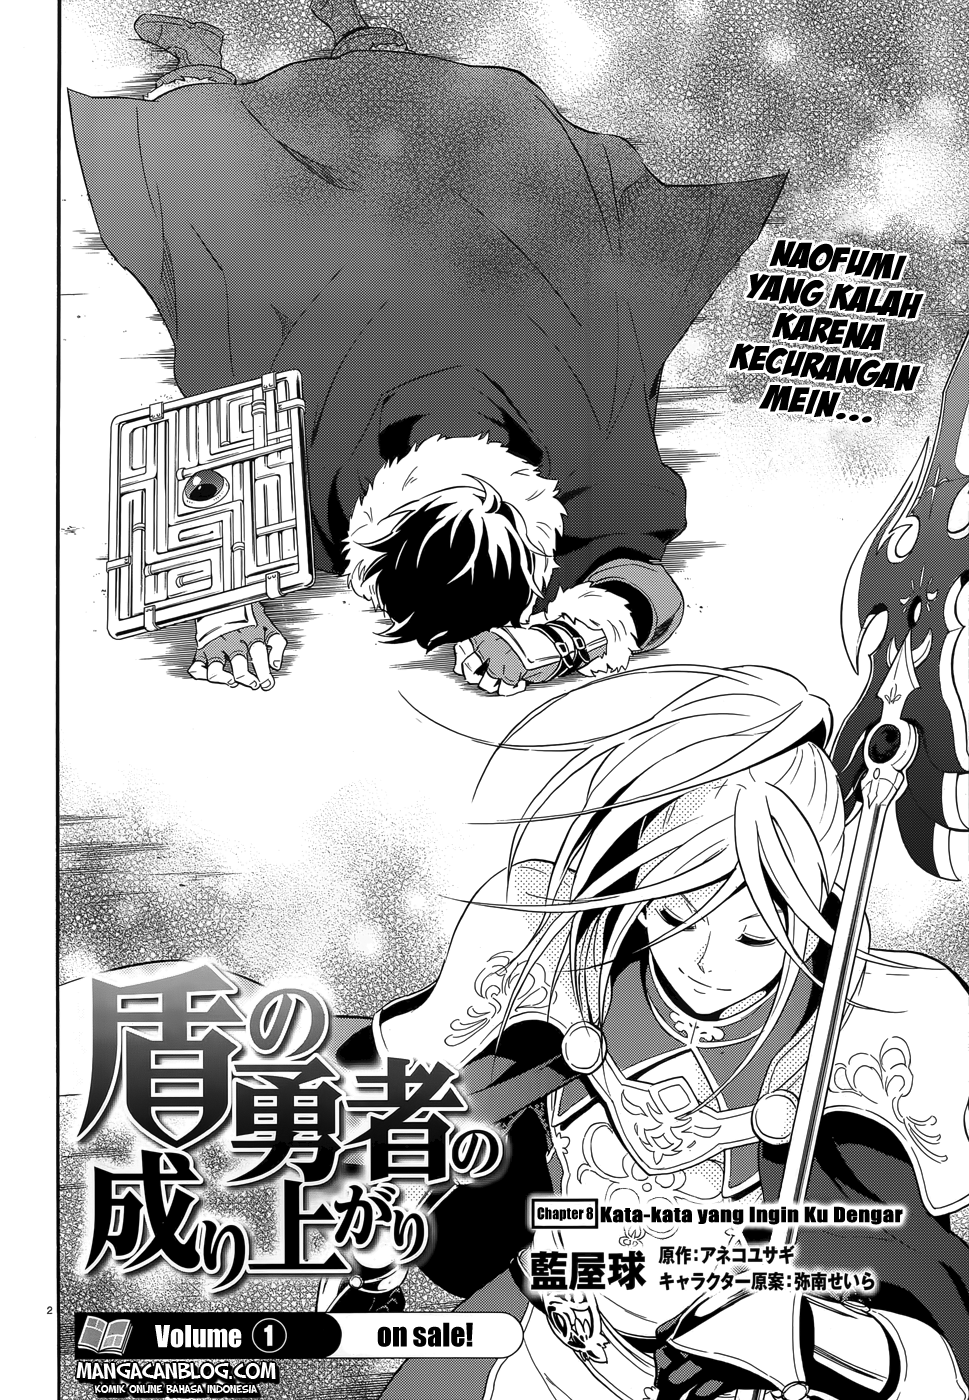 NAOFUMI
YANG KALAH
KARENA
KECURANGAN
MEIN...
盾の勇者の
成り上がり
Chapter 8 Kata-kata yang Ingin Ku Dengar
藍屋球
原作：アネコユサギ
キャラクター原案：弥南せいら
2
Volume 1 on sale!
MANGACANBLOG.COM
KOMIK ONLINE BAHASA INDONESIA